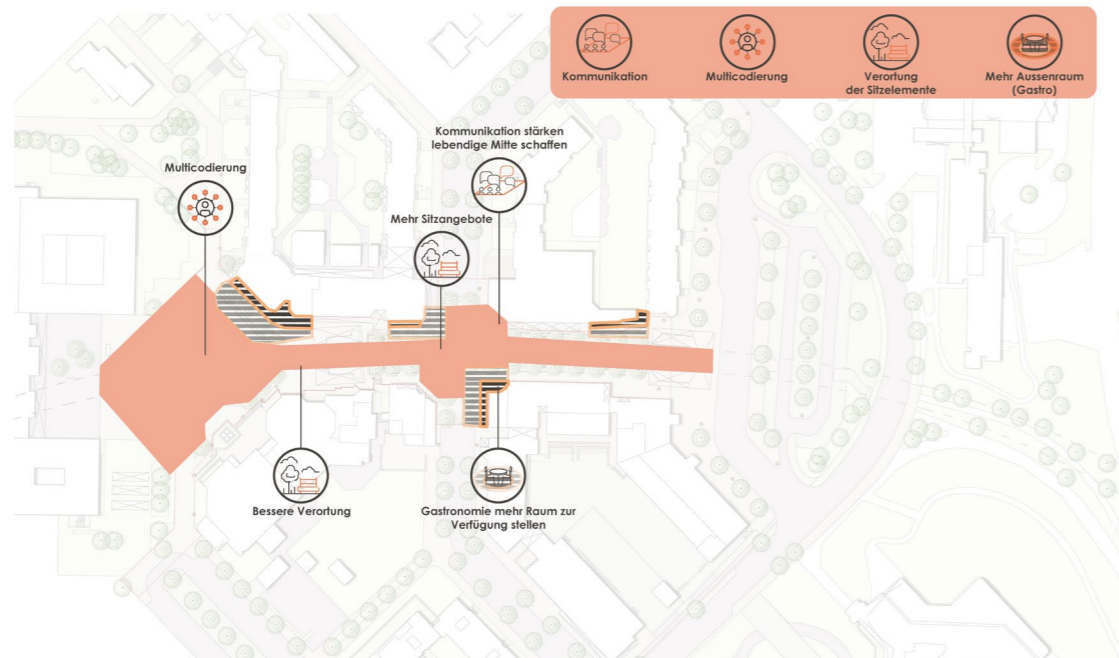 Kommunikation
Multicodierung
Verortung
der Sitzelemente
Mehr Aussenraum
(Gastro)
Kommunikation stärken
lebendige Mitte schaffen
Multicodierung
Mehr Sitzangebote
Bessere Verortung
Gastronomie mehr Raum zur
Verfügung stellen